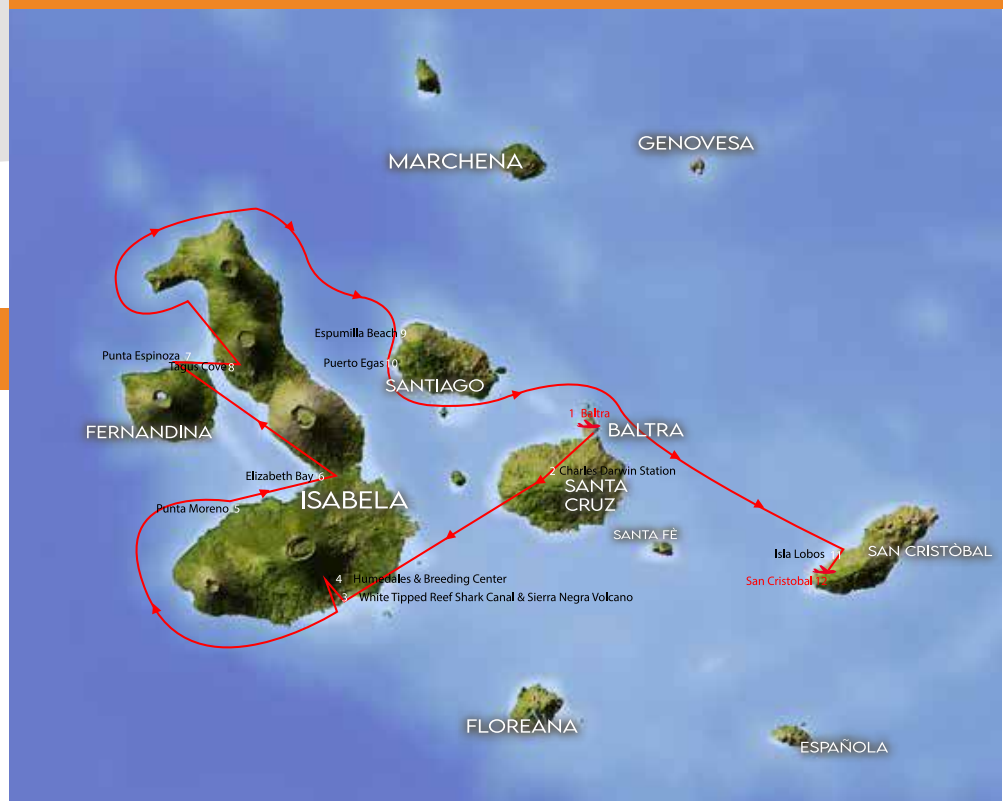 GENOVESA
MARCHENA
Espumilla Beach 9
Punta Espinoza 7
Puerto Egas 10
Tagus Cove 8
SANTIAGO
1 Baltra
BALTRA
FERNANDINA
2 Charles Darwin Station
Elizabeth Bay 6
SANTA
CRUZ
ISABELA
Punta Moreno 5
SANTA FÈ
Isla Lobos 11
SAN CRISTÒBAL
4 Humedales & Breeding Center
San Cristobal 12
3 White Tipped Reef Shark Canal & Sierra Negra Volcano
FLOREANA
ESPAÑOLA